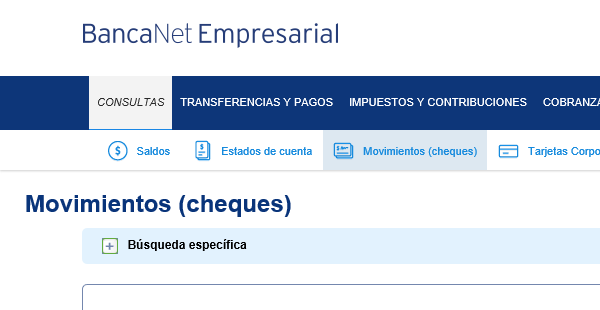 BancaNet Empresarial
CONSULTAS TRANSFERENCIAS Y PAGOS IMPUESTOS Y CONTRIBUCIONES COBRANZA
Saldos Estados de cuenta Movimientos (cheques) Tarjetas Corpo
Movimientos (cheques)
Búsqueda específica